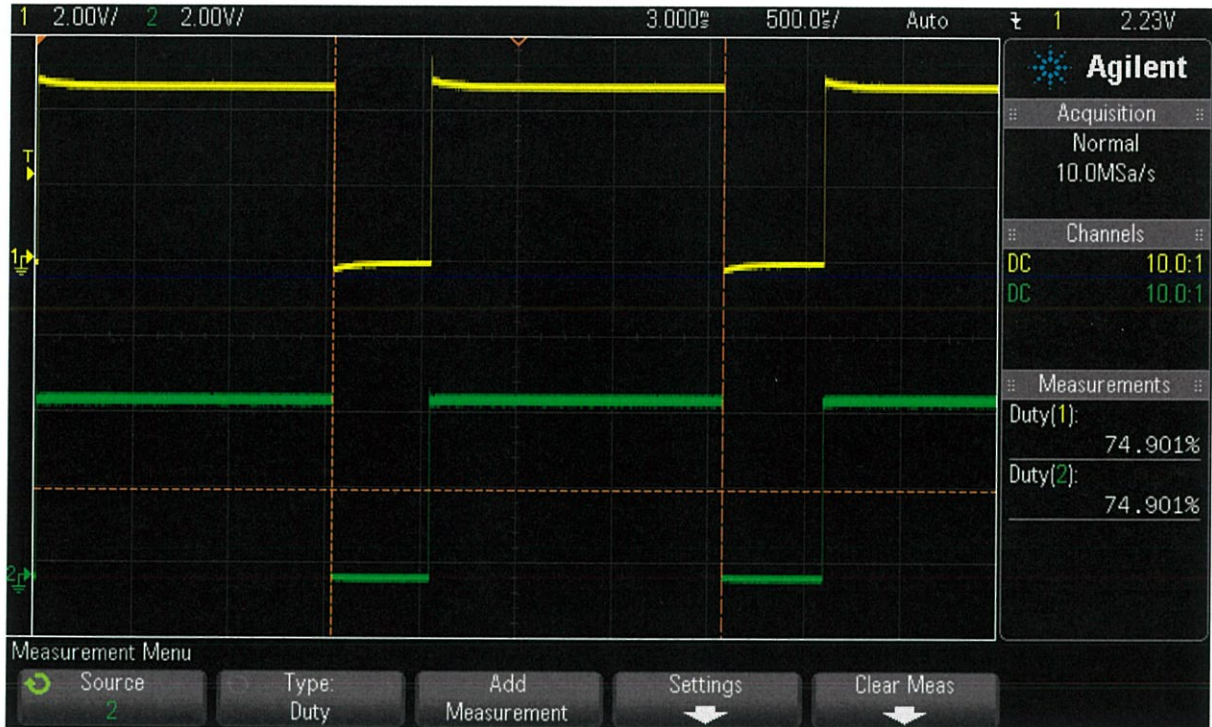 1 2.00V/ 2 2.00V/ 3.000ms 500.0µs/ Auto 1 2.23V
Agilent
Acquisition
Normal
10.0MSa/s
T
1
Channels
DC 10.0:1
DC 10.0:1
Measurements
Duty(1):
74.901%
Duty(2):
74.901%
2
Measurement Menu
Source
2
Type:
Duty
Add
Measurement
Settings
Clear Meas